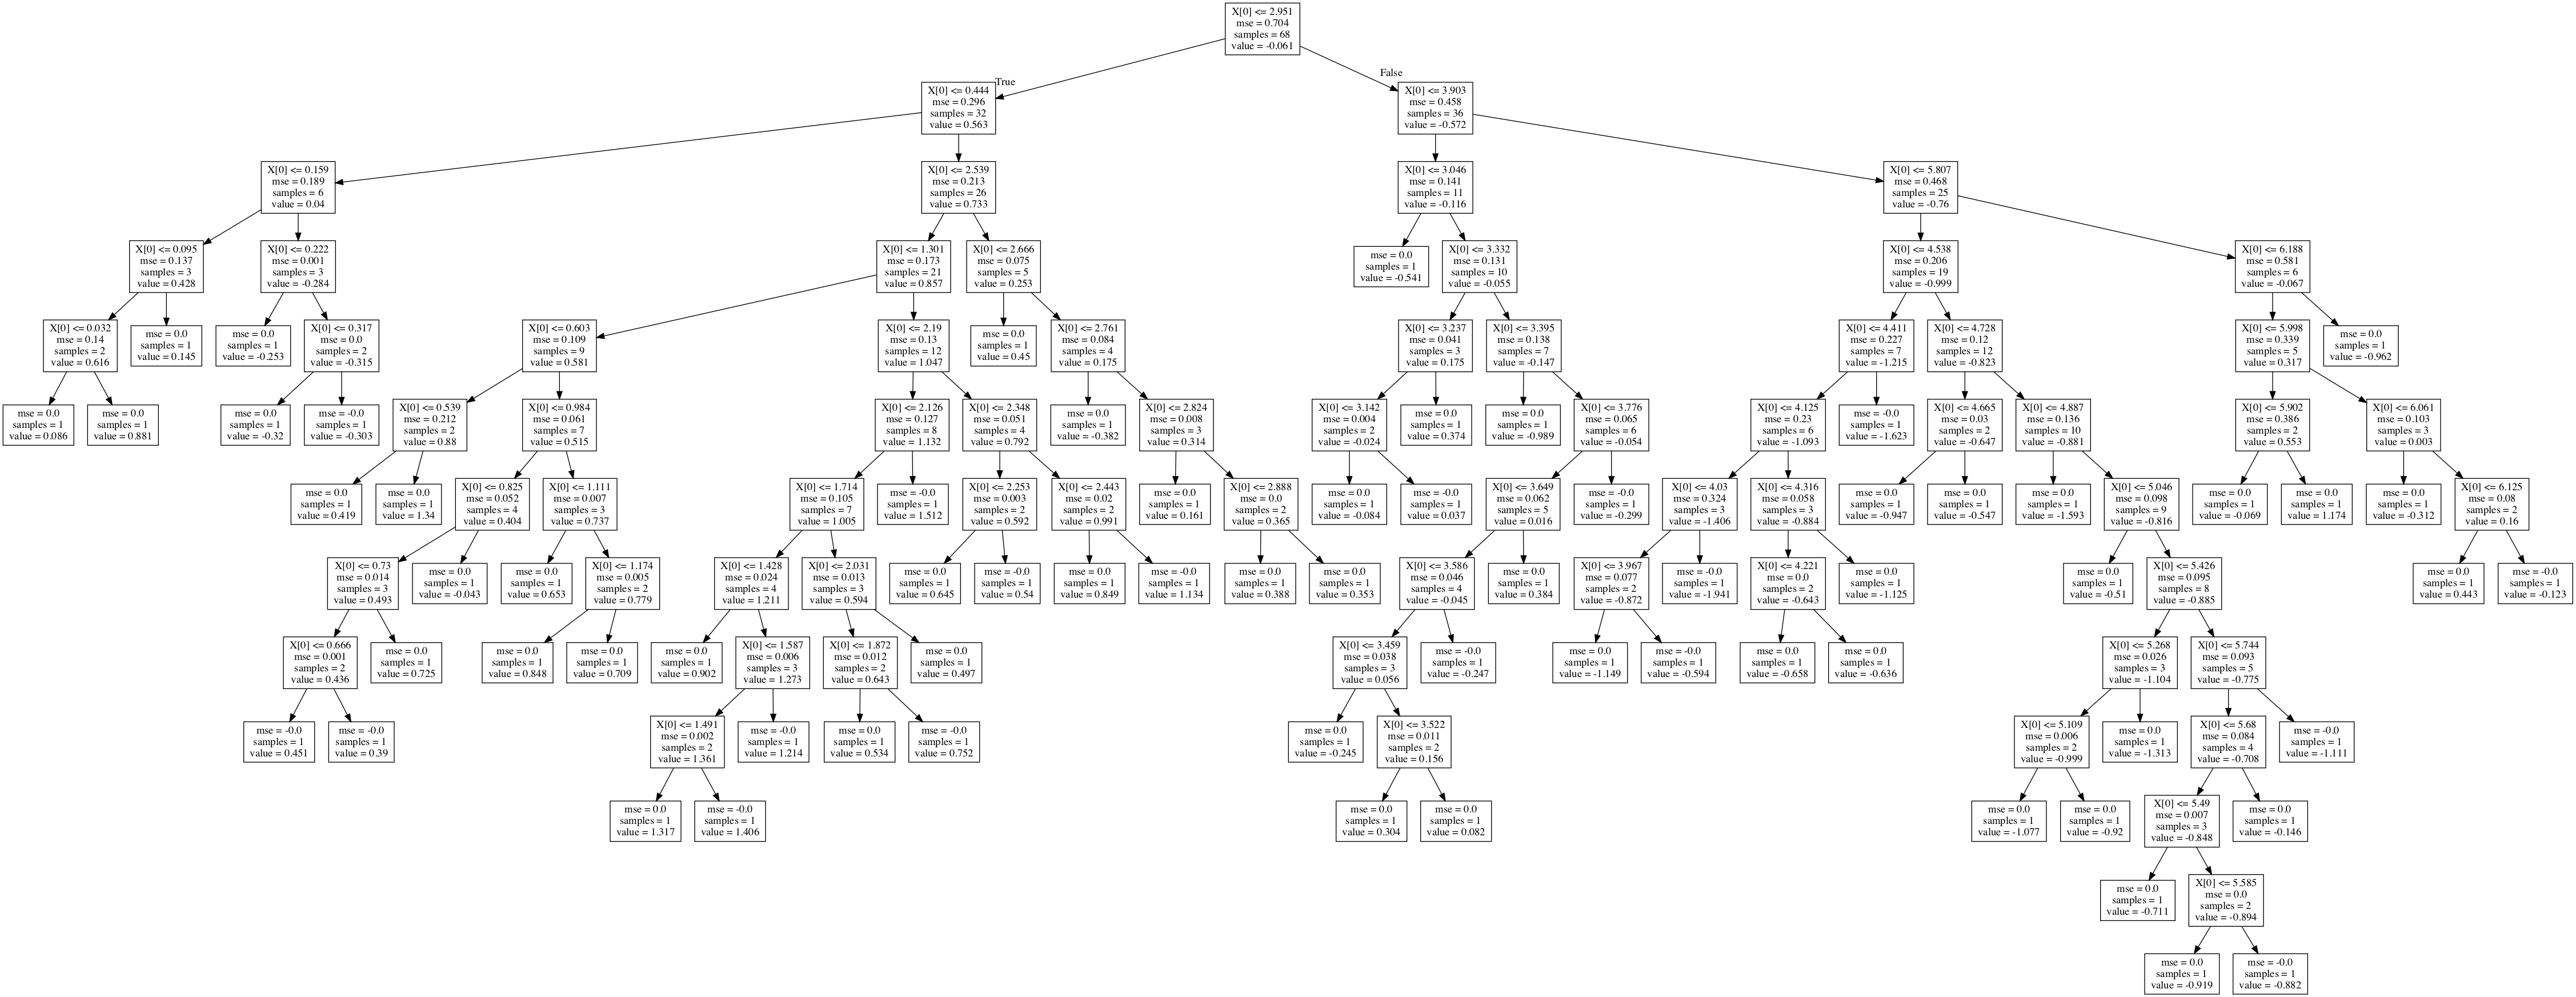 X[0] <= 2.951
mse = 0.704
samples = 68
value = -0.061
True
False
X[0] <= 0.444
mse = 0.296
samples = 32
value = 0.563
X[0] <= 3.903
mse = 0.458
samples = 36
value = -0.572
X[0] <= 0.159
mse = 0.189
samples = 6
value = 0.04
X[0] <= 2.539
mse = 0.213
samples = 26
value = 0.733
X[0] <= 3.046
mse = 0.141
samples = 11
value = -0.116
X[0] <= 5.807
mse = 0.468
samples = 25
value = -0.76
X[0] <= 0.095
mse = 0.137
samples = 3
value = 0.428
X[0] <= 0.222
mse = 0.001
samples = 3
value = -0.284
X[0] <= 1.301
mse = 0.173
samples = 21
value = 0.857
X[0] <= 2.666
mse = 0.075
samples = 5
value = 0.253
mse = 0.0
samples = 1
value = -0.541
X[0] <= 3.332
mse = 0.131
samples = 10
value = -0.055
X[0] <= 4.538
mse = 0.206
samples = 19
value = -0.999
X[0] <= 6.188
mse = 0.581
samples = 6
value = -0.067
X[0] <= 0.032
mse = 0.14
samples = 2
value = 0.616
mse = 0.0
samples = 1
value = 0.145
mse = 0.0
samples = 1
value = -0.253
X[0] <= 0.317
mse = 0.0
samples = 2
value = -0.315
X[0] <= 0.603
mse = 0.109
samples = 9
value = 0.581
X[0] <= 2.19
mse = 0.13
samples = 12
value = 1.047
mse = 0.0
samples = 1
value = 0.45
X[0] <= 2.761
mse = 0.084
samples = 4
value = 0.175
X[0] <= 3.237
mse = 0.041
samples = 3
value = 0.175
X[0] <= 3.395
mse = 0.138
samples = 7
value = -0.147
X[0] <= 4.411
mse = 0.227
samples = 7
value = -1.215
X[0] <= 4.728
mse = 0.12
samples = 12
value = -0.823
X[0] <= 5.998
mse = 0.339
samples = 5
value = 0.317
mse = 0.0
samples = 1
value = -0.962
mse = 0.0
samples = 1
value = 0.086
mse = 0.0
samples = 1
value = 0.881
mse = 0.0
samples = 1
value = -0.32
mse = -0.0
samples = 1
value = -0.303
X[0] <= 0.539
mse = 0.212
samples = 2
value = 0.88
X[0] <= 0.984
mse = 0.061
samples = 7
value = 0.515
X[0] <= 2.126
mse = 0.127
samples = 8
value = 1.132
X[0] <= 2.348
mse = 0.051
samples = 4
value = 0.792
mse = 0.0
samples = 1
value = -0.382
X[0] <= 2.824
mse = 0.008
samples = 3
value = 0.314
X[0] <= 3.142
mse = 0.004
samples = 2
value = -0.024
mse = 0.0
samples = 1
value = 0.374
mse = 0.0
samples = 1
value = -0.989
X[0] <= 3.776
mse = 0.065
samples = 6
value = -0.054
X[0] <= 4.125
mse = 0.23
samples = 6
value = -1.093
mse = -0.0
samples = 1
value = -1.623
X[0] <= 4.665
mse = 0.03
samples = 2
value = -0.647
X[0] <= 4.887
mse = 0.136
samples = 10
value = -0.881
X[0] <= 5.902
mse = 0.386
samples = 2
value = 0.553
X[0] <= 6.061
mse = 0.103
samples = 3
value = 0.003
mse = 0.0
samples = 1
value = 0.419
mse = 0.0
samples = 1
value = 1.34
X[0] <= 0.825
mse = 0.052
samples = 4
value = 0.404
X[0] <= 1.111
mse = 0.007
samples = 3
value = 0.737
X[0] <= 1.714
mse = 0.105
samples = 7
value = 1.005
mse = -0.0
samples = 1
value = 1.512
X[0] <= 2.253
mse = 0.003
samples = 2
value = 0.592
X[0] <= 2.443
mse = 0.02
samples = 2
value = 0.991
mse = 0.0
samples = 1
value = 0.161
X[0] <= 2.888
mse = 0.0
samples = 2
value = 0.365
mse = 0.0
samples = 1
value = -0.084
mse = -0.0
samples = 1
value = 0.037
X[0] <= 3.649
mse = 0.062
samples = 5
value = 0.016
mse = -0.0
samples = 1
value = -0.299
X[0] <= 4.03
mse = 0.324
samples = 3
value = -1.406
X[0] <= 4.316
mse = 0.058
samples = 3
value = -0.884
mse = 0.0
samples = 1
value = -0.947
mse = 0.0
samples = 1
value = -0.547
mse = 0.0
samples = 1
value = -1.593
X[0] <= 5.046
mse = 0.098
samples = 9
value = -0.816
mse = 0.0
samples = 1
value = -0.069
mse = 0.0
samples = 1
value = 1.174
mse = 0.0
samples = 1
value = -0.312
X[0] <= 6.125
mse = 0.08
samples = 2
value = 0.16
X[0] <= 0.73
mse = 0.014
samples = 3
value = 0.493
mse = 0.0
samples = 1
value = -0.043
mse = 0.0
samples = 1
value = 0.653
X[0] <= 1.174
mse = 0.005
samples = 2
value = 0.779
X[0] <= 1.428
mse = 0.024
samples = 4
value = 1.211
X[0] <= 2.031
mse = 0.013
samples = 3
value = 0.594
mse = 0.0
samples = 1
value = 0.645
mse = -0.0
samples = 1
value = 0.54
mse = 0.0
samples = 1
value = 0.849
mse = -0.0
samples = 1
value = 1.134
mse = 0.0
samples = 1
value = 0.388
mse = 0.0
samples = 1
value = 0.353
X[0] <= 3.586
mse = 0.046
samples = 4
value = -0.045
mse = 0.0
samples = 1
value = 0.384
X[0] <= 3.967
mse = 0.077
samples = 2
value = -0.872
mse = -0.0
samples = 1
value = -1.941
X[0] <= 4.221
mse = 0.0
samples = 2
value = -0.643
mse = 0.0
samples = 1
value = -1.125
mse = 0.0
samples = 1
value = -0.51
X[0] <= 5.426
mse = 0.095
samples = 8
value = -0.885
mse = 0.0
samples = 1
value = 0.443
mse = -0.0
samples = 1
value = -0.123
X[0] <= 0.666
mse = 0.001
samples = 2
value = 0.436
mse = 0.0
samples = 1
value = 0.725
mse = 0.0
samples = 1
value = 0.848
mse = 0.0
samples = 1
value = 0.709
mse = 0.0
samples = 1
value = 0.902
X[0] <= 1.587
mse = 0.006
samples = 3
value = 1.273
X[0] <= 1.872
mse = 0.012
samples = 2
value = 0.643
mse = 0.0
samples = 1
value = 0.497
X[0] <= 3.459
mse = 0.038
samples = 3
value = 0.056
mse = -0.0
samples = 1
value = -0.247
mse = 0.0
samples = 1
value = -1.149
mse = -0.0
samples = 1
value = -0.594
mse = 0.0
samples = 1
value = -0.658
mse = 0.0
samples = 1
value = -0.636
X[0] <= 5.268
mse = 0.026
samples = 3
value = -1.104
X[0] <= 5.744
mse = 0.093
samples = 5
value = -0.775
mse = -0.0
samples = 1
value = 0.451
mse = -0.0
samples = 1
value = 0.39
X[0] <= 1.491
mse = 0.002
samples = 2
value = 1.361
mse = -0.0
samples = 1
value = 1.214
mse = 0.0
samples = 1
value = 0.534
mse = -0.0
samples = 1
value = 0.752
mse = 0.0
samples = 1
value = -0.245
X[0] <= 3.522
mse = 0.011
samples = 2
value = 0.156
X[0] <= 5.109
mse = 0.006
samples = 2
value = -0.999
mse = 0.0
samples = 1
value = -1.313
X[0] <= 5.68
mse = 0.084
samples = 4
value = -0.708
mse = -0.0
samples = 1
value = -1.111
mse = 0.0
samples = 1
value = 1.317
mse = -0.0
samples = 1
value = 1.406
mse = 0.0
samples = 1
value = 0.304
mse = 0.0
samples = 1
value = 0.082
mse = 0.0
samples = 1
value = -1.077
mse = 0.0
samples = 1
value = -0.92
X[0] <= 5.49
mse = 0.007
samples = 3
value = -0.848
mse = 0.0
samples = 1
value = -0.146
mse = 0.0
samples = 1
value = -0.711
X[0] <= 5.585
mse = 0.0
samples = 2
value = -0.894
mse = 0.0
samples = 1
value = -0.919
mse = -0.0
samples = 1
value = -0.882